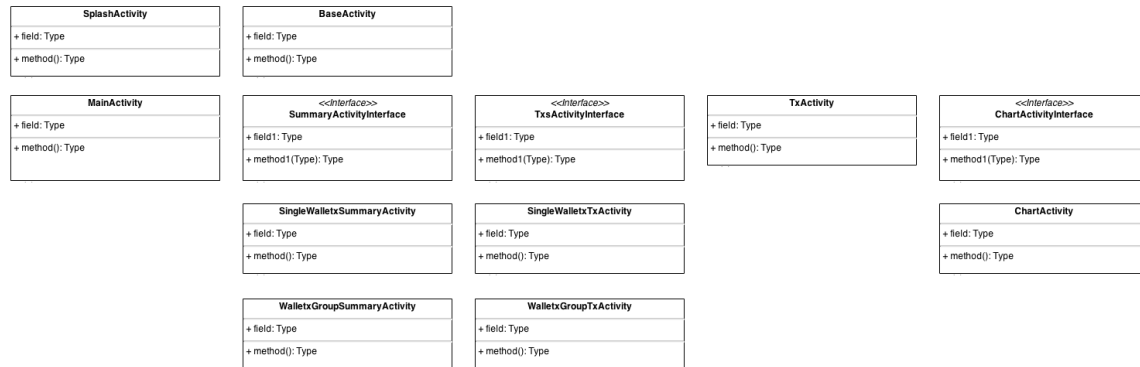 SplashActivity
+ field: Type
+ method(): Type
BaseActivity
+ field: Type
+ method(): Type
MainActivity
+ field: Type
+ method(): Type
<<Interface>>
SummaryActivityInterface
+ field1: Type
+ method1(Type): Type
<<Interface>>
TxsActivityInterface
+ field1: Type
+ method1(Type): Type
TxActivity
+ field: Type
+ method(): Type
<<Interface>>
ChartActivityInterface
+ field1: Type
+ method1(Type): Type
SingleWalletxSummaryActivity
+ field: Type
+ method(): Type
SingleWalletxTxActivity
+ field: Type
+ method(): Type
ChartActivity
+ field: Type
+ method(): Type
WalletxGroupSummaryActivity
+ field: Type
+ method(): Type
WalletxGroupTxActivity
+ field: Type
+ method(): Type